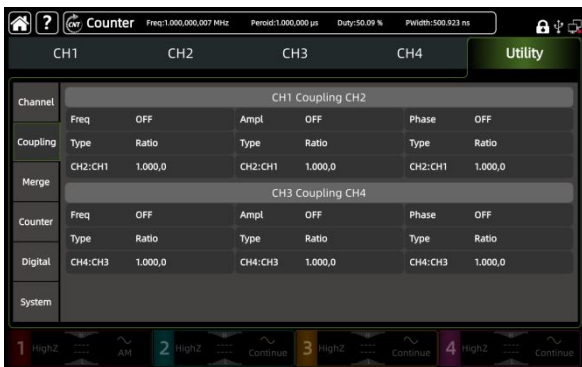 ? CNT Counter Freq:1.000,000,007 MHz Peroid:1.000,000 µs Duty:50.09 % PWidth:500.923 ns
CH1 CH2 CH3 CH4 Utility
Channel
Coupling
Merge
Counter
Digital
System
CH1 Coupling CH2
Freq OFF Ampl OFF Phase OFF
Type Ratio Type Ratio Type Ratio
CH2:CH1 1.000,0 CH2:CH1 1.000,0 CH2:CH1 1.000,0
CH3 Coupling CH4
Freq OFF Ampl OFF Phase OFF
Type Ratio Type Ratio Type Ratio
CH4:CH3 1.000,0 CH4:CH3 1.000,0 CH4:CH3 1.000,0
1 HighZ AM 2 HighZ Continue 3 HighZ Continue 4 HighZ Continue